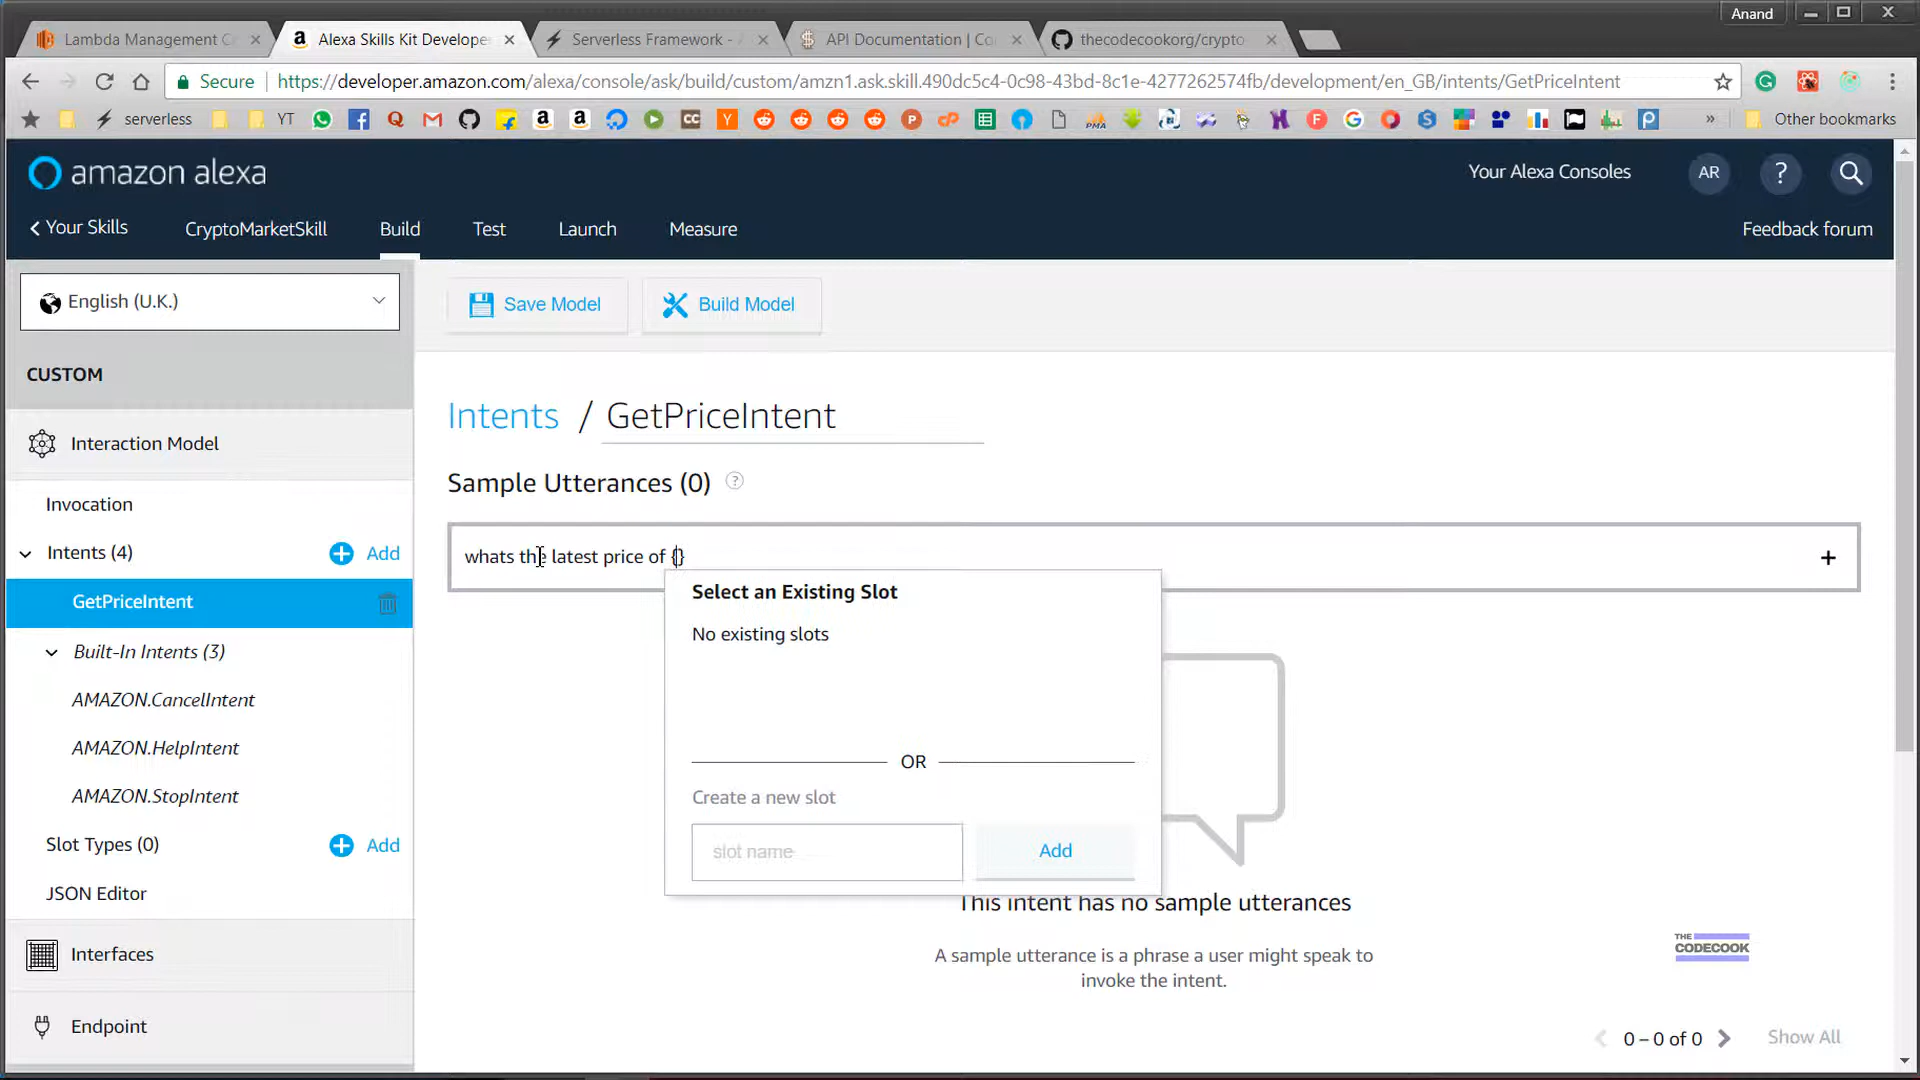 Anand
Lambda Management C
Alexa Skills Kit Develope
Serverless Framework -
API Documentation | Co
thecodecookorg/crypto
Secure
https://developer.amazon.com/alexa/console/ask/build/custom/amzn1.ask.skill.490dc5c4-0c98-43bd-8c1e-4277262574fb/development/en_GB/intents/GetPriceIntent
serverless
YT
Other bookmarks
amazon alexa
Your Alexa Consoles
AR
?
Your Skills
CryptoMarketSkill
Build
Test
Launch
Measure
Feedback forum
English (U.K.)
Save Model
Build Model
CUSTOM
Intents / GetPriceIntent
Interaction Model
Sample Utterances (0) ?
Invocation
Intents (4)
Add
whats the latest price of {}
Select an Existing Slot
GetPriceIntent
No existing slots
Built-In Intents (3)
AMAZON.CancelIntent
AMAZON.HelpIntent
OR
AMAZON.StopIntent
Create a new slot
Slot Types (0)
Add
slot name
Add
JSON Editor
This intent has no sample utterances
THE
CODECOOK
Interfaces
A sample utterance is a phrase a user might speak to
invoke the intent.
Endpoint
0 – 0 of 0
Show All